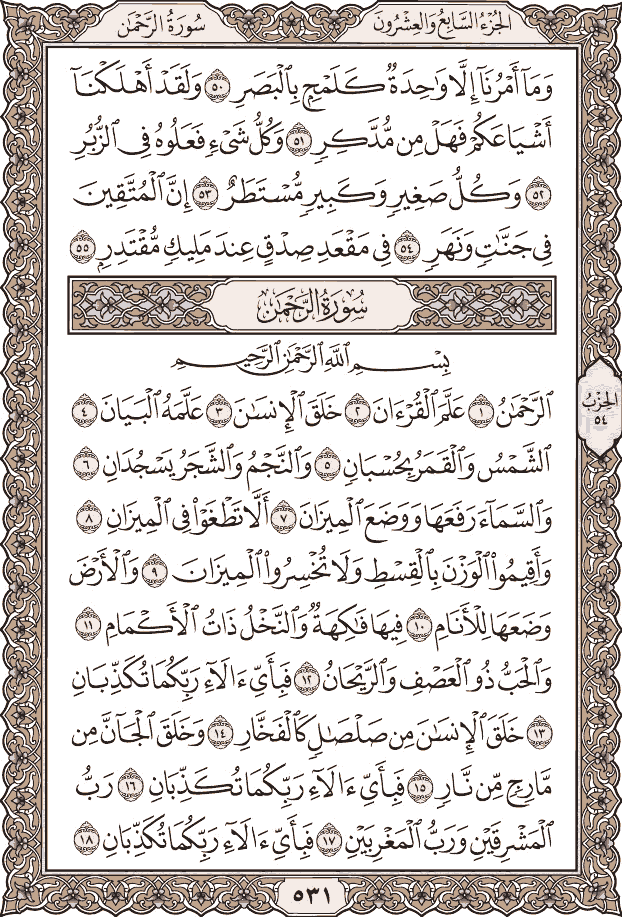 سُورَةُ الرَّحْمَٰن
الجُزْءُ السَّابِعُ وَالعِشْرُونَ
وَمَآ أَمْرُنَآ إِلَّا وَٰحِدَةٌ كَلَمْحٍۭ بِٱلْبَصَرِ ٥٠ وَلَقَدْ أَهْلَكْنَآ
أَشْيَاعَكُمْ فَهَلْ مِن مُّدَّكِرٍ ٥١ وَكُلُّ شَىْءٍ فَعَلُوهُ فِى ٱلزُّبُرِ
٥٢ وَكُلُّ صَغِيرٍ وَكَبِيرٍ مُّسْتَطَرٌ ٥٣ إِنَّ ٱلْمُتَّقِينَ
فِى جَنَّٰتٍ وَنَهَرٍ ٥٤ فِى مَقْعَدِ صِدْقٍ عِندَ مَلِيكٍ مُّقْتَدِرٍۭ ٥٥
سُورَةُ الرَّحْمَٰن
بِسْمِ ٱللَّهِ ٱلرَّحْمَٰنِ ٱلرَّحِيمِ
ٱلرَّحْمَٰنُ ١ عَلَّمَ ٱلْقُرْءَانَ ٢ خَلَقَ ٱلْإِنسَٰنَ ٣ عَلَّمَهُ ٱلْبَيَانَ ٤
ٱلشَّمْسُ وَٱلْقَمَرُ بِحُسْبَانٍ ٥ وَٱلنَّجْمُ وَٱلشَّجَرُ يَسْجُدَانِ ٦
وَٱلسَّمَآءَ رَفَعَهَا وَوَضَعَ ٱلْمِيزَانَ ٧ أَلَّا تَطْغَوْا۟ فِى ٱلْمِيزَانِ ٨
وَأَقِيمُوا۟ ٱلْوَزْنَ بِٱلْقِسْطِ وَلَا تُخْسِرُوا۟ ٱلْمِيزَانَ ٩ وَٱلْأَرْضَ
وَضَعَهَا لِلْأَنَامِ ١٠ فِيهَا فَٰكِهَةٌ وَٱلنَّخْلُ ذَاتُ ٱلْأَكْمَامِ ١١
وَٱلْحَبُّ ذُو ٱلْعَصْفِ وَٱلرَّيْحَانُ ١٢ فَبِأَىِّ ءَالَآءِ رَبِّكُمَا تُكَذِّبَانِ
١٣ خَلَقَ ٱلْإِنسَٰنَ مِن صَلْصَٰلٍ كَٱلْفَخَّارِ ١٤ وَخَلَقَ ٱلْجَآنَّ مِن
مَّارِجٍ مِّن نَّارٍ ١٥ فَبِأَىِّ ءَالَآءِ رَبِّكُمَا تُكَذِّبَانِ ١٦ رَبُّ
ٱلْمَشْرِقَيْنِ وَرَبُّ ٱلْمَغْرِبَيْنِ ١٧ فَبِأَىِّ ءَالَآءِ رَبِّكُمَا تُكَذِّبَانِ ١٨
الحِزْبُ
٥٤
٥٣١